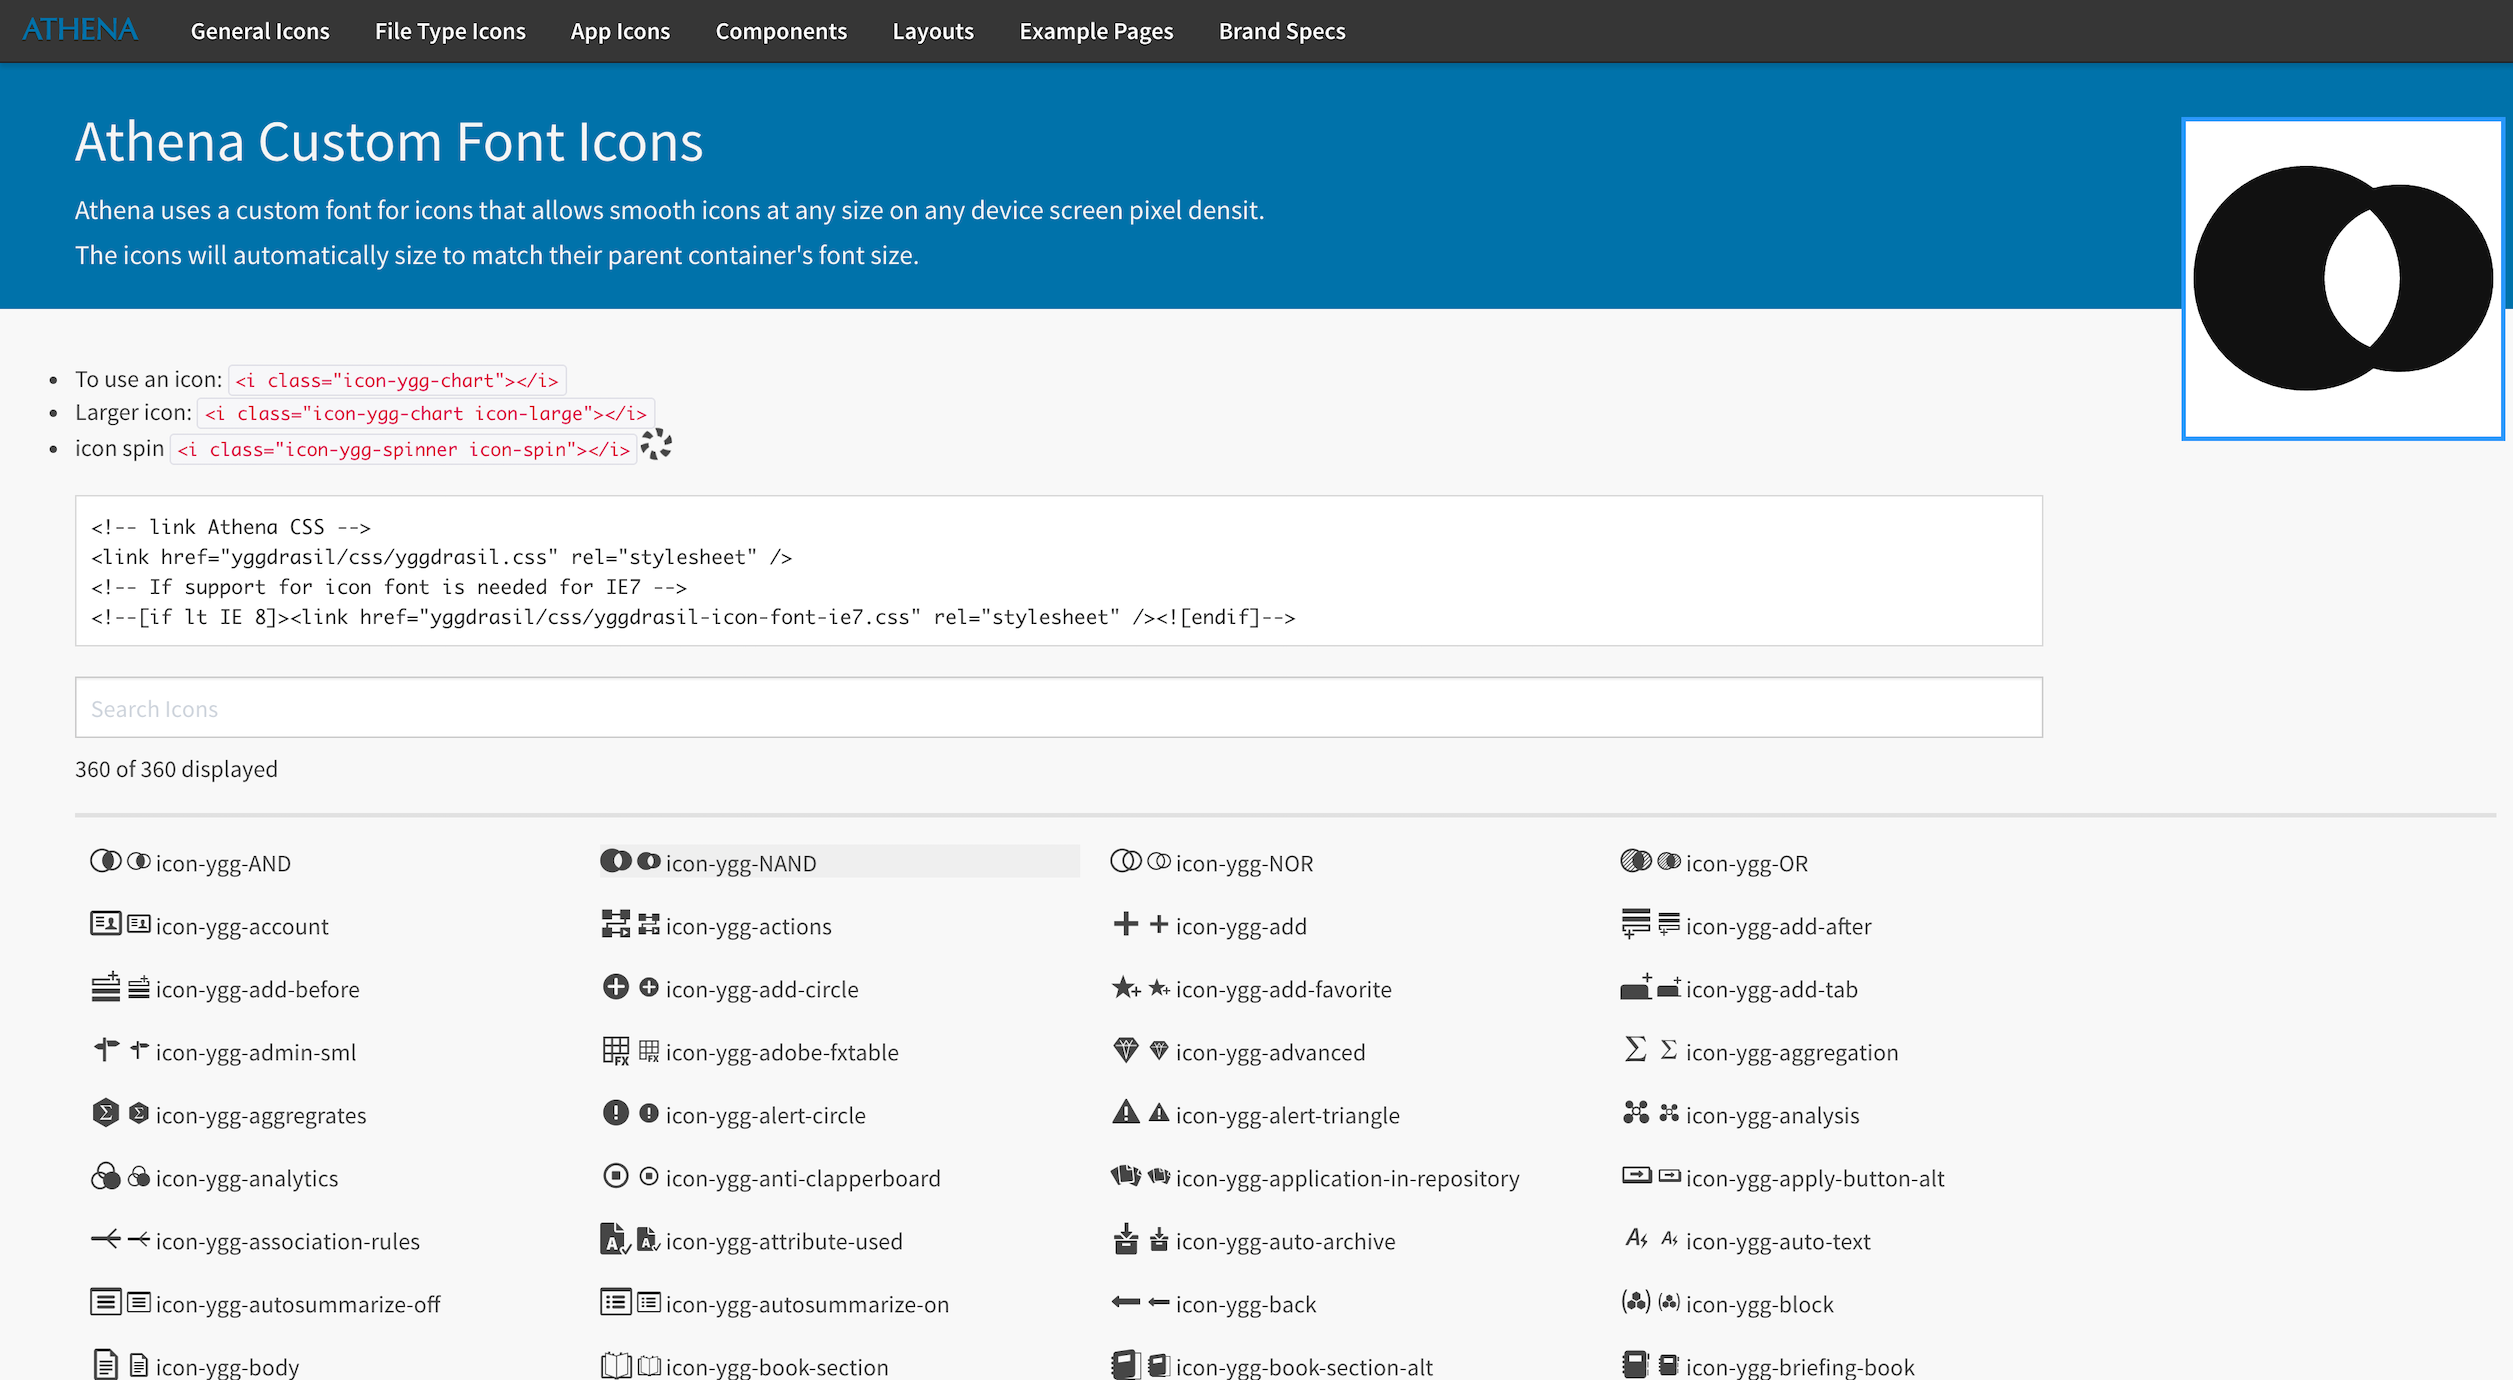 ATHENA General Icons File Type Icons App Icons Components Layouts Example Pages Brand Specs
Athena Custom Font Icons
Athena uses a custom font for icons that allows smooth icons at any size on any device screen pixel densit.
The icons will automatically size to match their parent container's font size.
To use an icon: <i class="icon-ygg-chart"></i>
Larger icon: <i class="icon-ygg-chart icon-large"></i>
icon spin <i class="icon-ygg-spinner icon-spin"></i>
<!-- link Athena CSS -->
<link href="yggdrasil/css/yggdrasil.css" rel="stylesheet" />
<!-- If support for icon font is needed for IE7 -->
<!--[if lt IE 8]><link href="yggdrasil/css/yggdrasil-icon-font-ie7.css" rel="stylesheet" /><![endif]-->
Search Icons
360 of 360 displayed
icon-ygg-AND icon-ygg-NAND icon-ygg-NOR icon-ygg-OR
icon-ygg-account icon-ygg-actions icon-ygg-add icon-ygg-add-after
icon-ygg-add-before icon-ygg-add-circle icon-ygg-add-favorite icon-ygg-add-tab
icon-ygg-admin-sml icon-ygg-adobe-fxtable icon-ygg-advanced icon-ygg-aggregation
icon-ygg-aggregrates icon-ygg-alert-circle icon-ygg-alert-triangle icon-ygg-analysis
icon-ygg-analytics icon-ygg-anti-clapperboard icon-ygg-application-in-repository icon-ygg-apply-button-alt
icon-ygg-association-rules icon-ygg-attribute-used icon-ygg-auto-archive icon-ygg-auto-text
icon-ygg-autosummarize-off icon-ygg-autosummarize-on icon-ygg-back icon-ygg-block
icon-ygg-body icon-ygg-book-section icon-ygg-book-section-alt icon-ygg-briefing-book